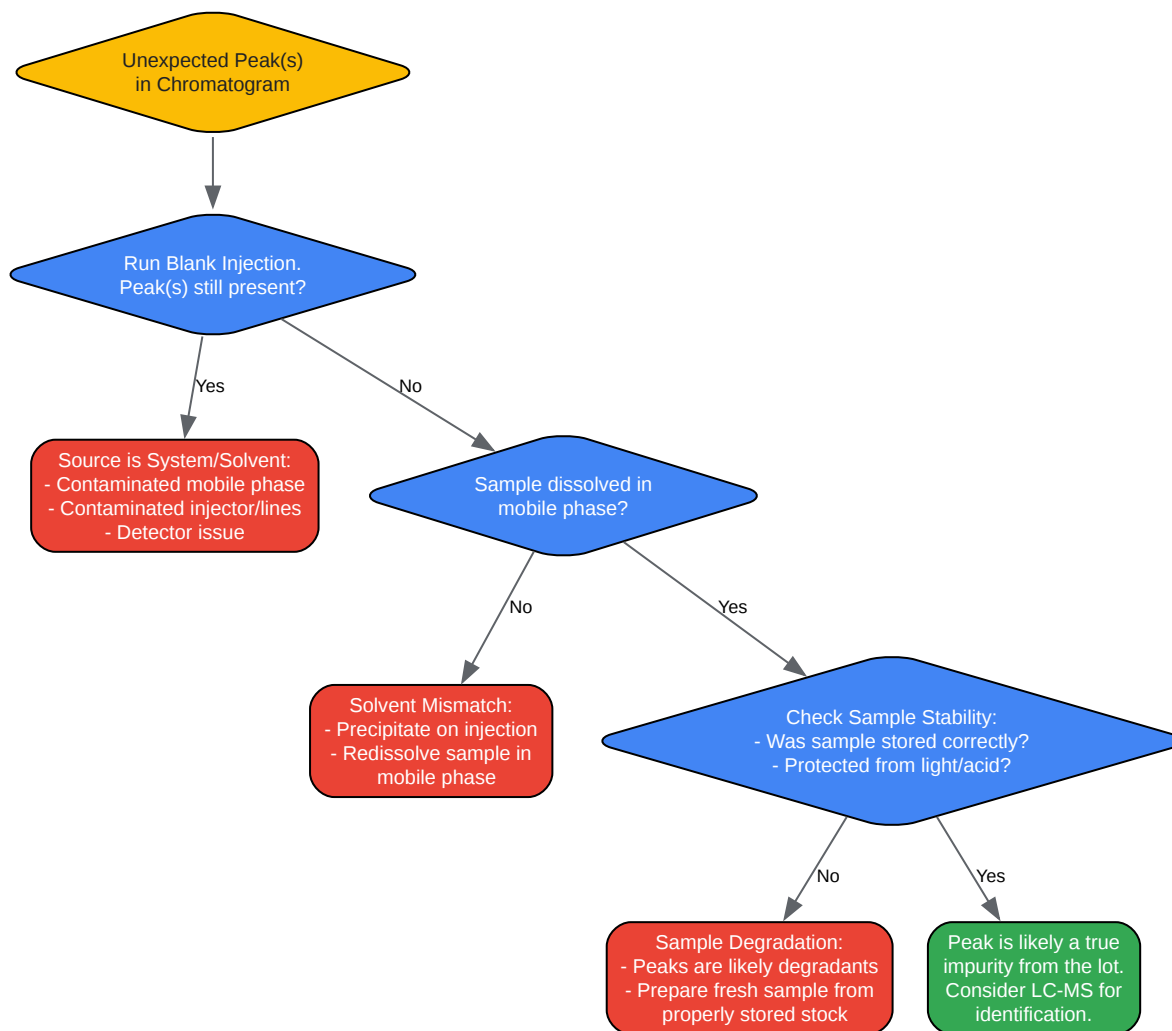 Unexpected Peak(s)
in Chromatogram
Run Blank Injection.
Peak(s) still present?
Yes
No
Source is System/Solvent:
- Contaminated mobile phase
- Contaminated injector/lines
- Detector issue
Sample dissolved in
mobile phase?
No
Yes
Solvent Mismatch:
- Precipitate on injection
- Redissolve sample in
mobile phase
Check Sample Stability:
- Was sample stored correctly?
- Protected from light/acid?
No
Yes
Sample Degradation:
- Peaks are likely degradants
- Prepare fresh sample from
properly stored stock
Peak is likely a true
impurity from the lot.
Consider LC-MS for
identification.